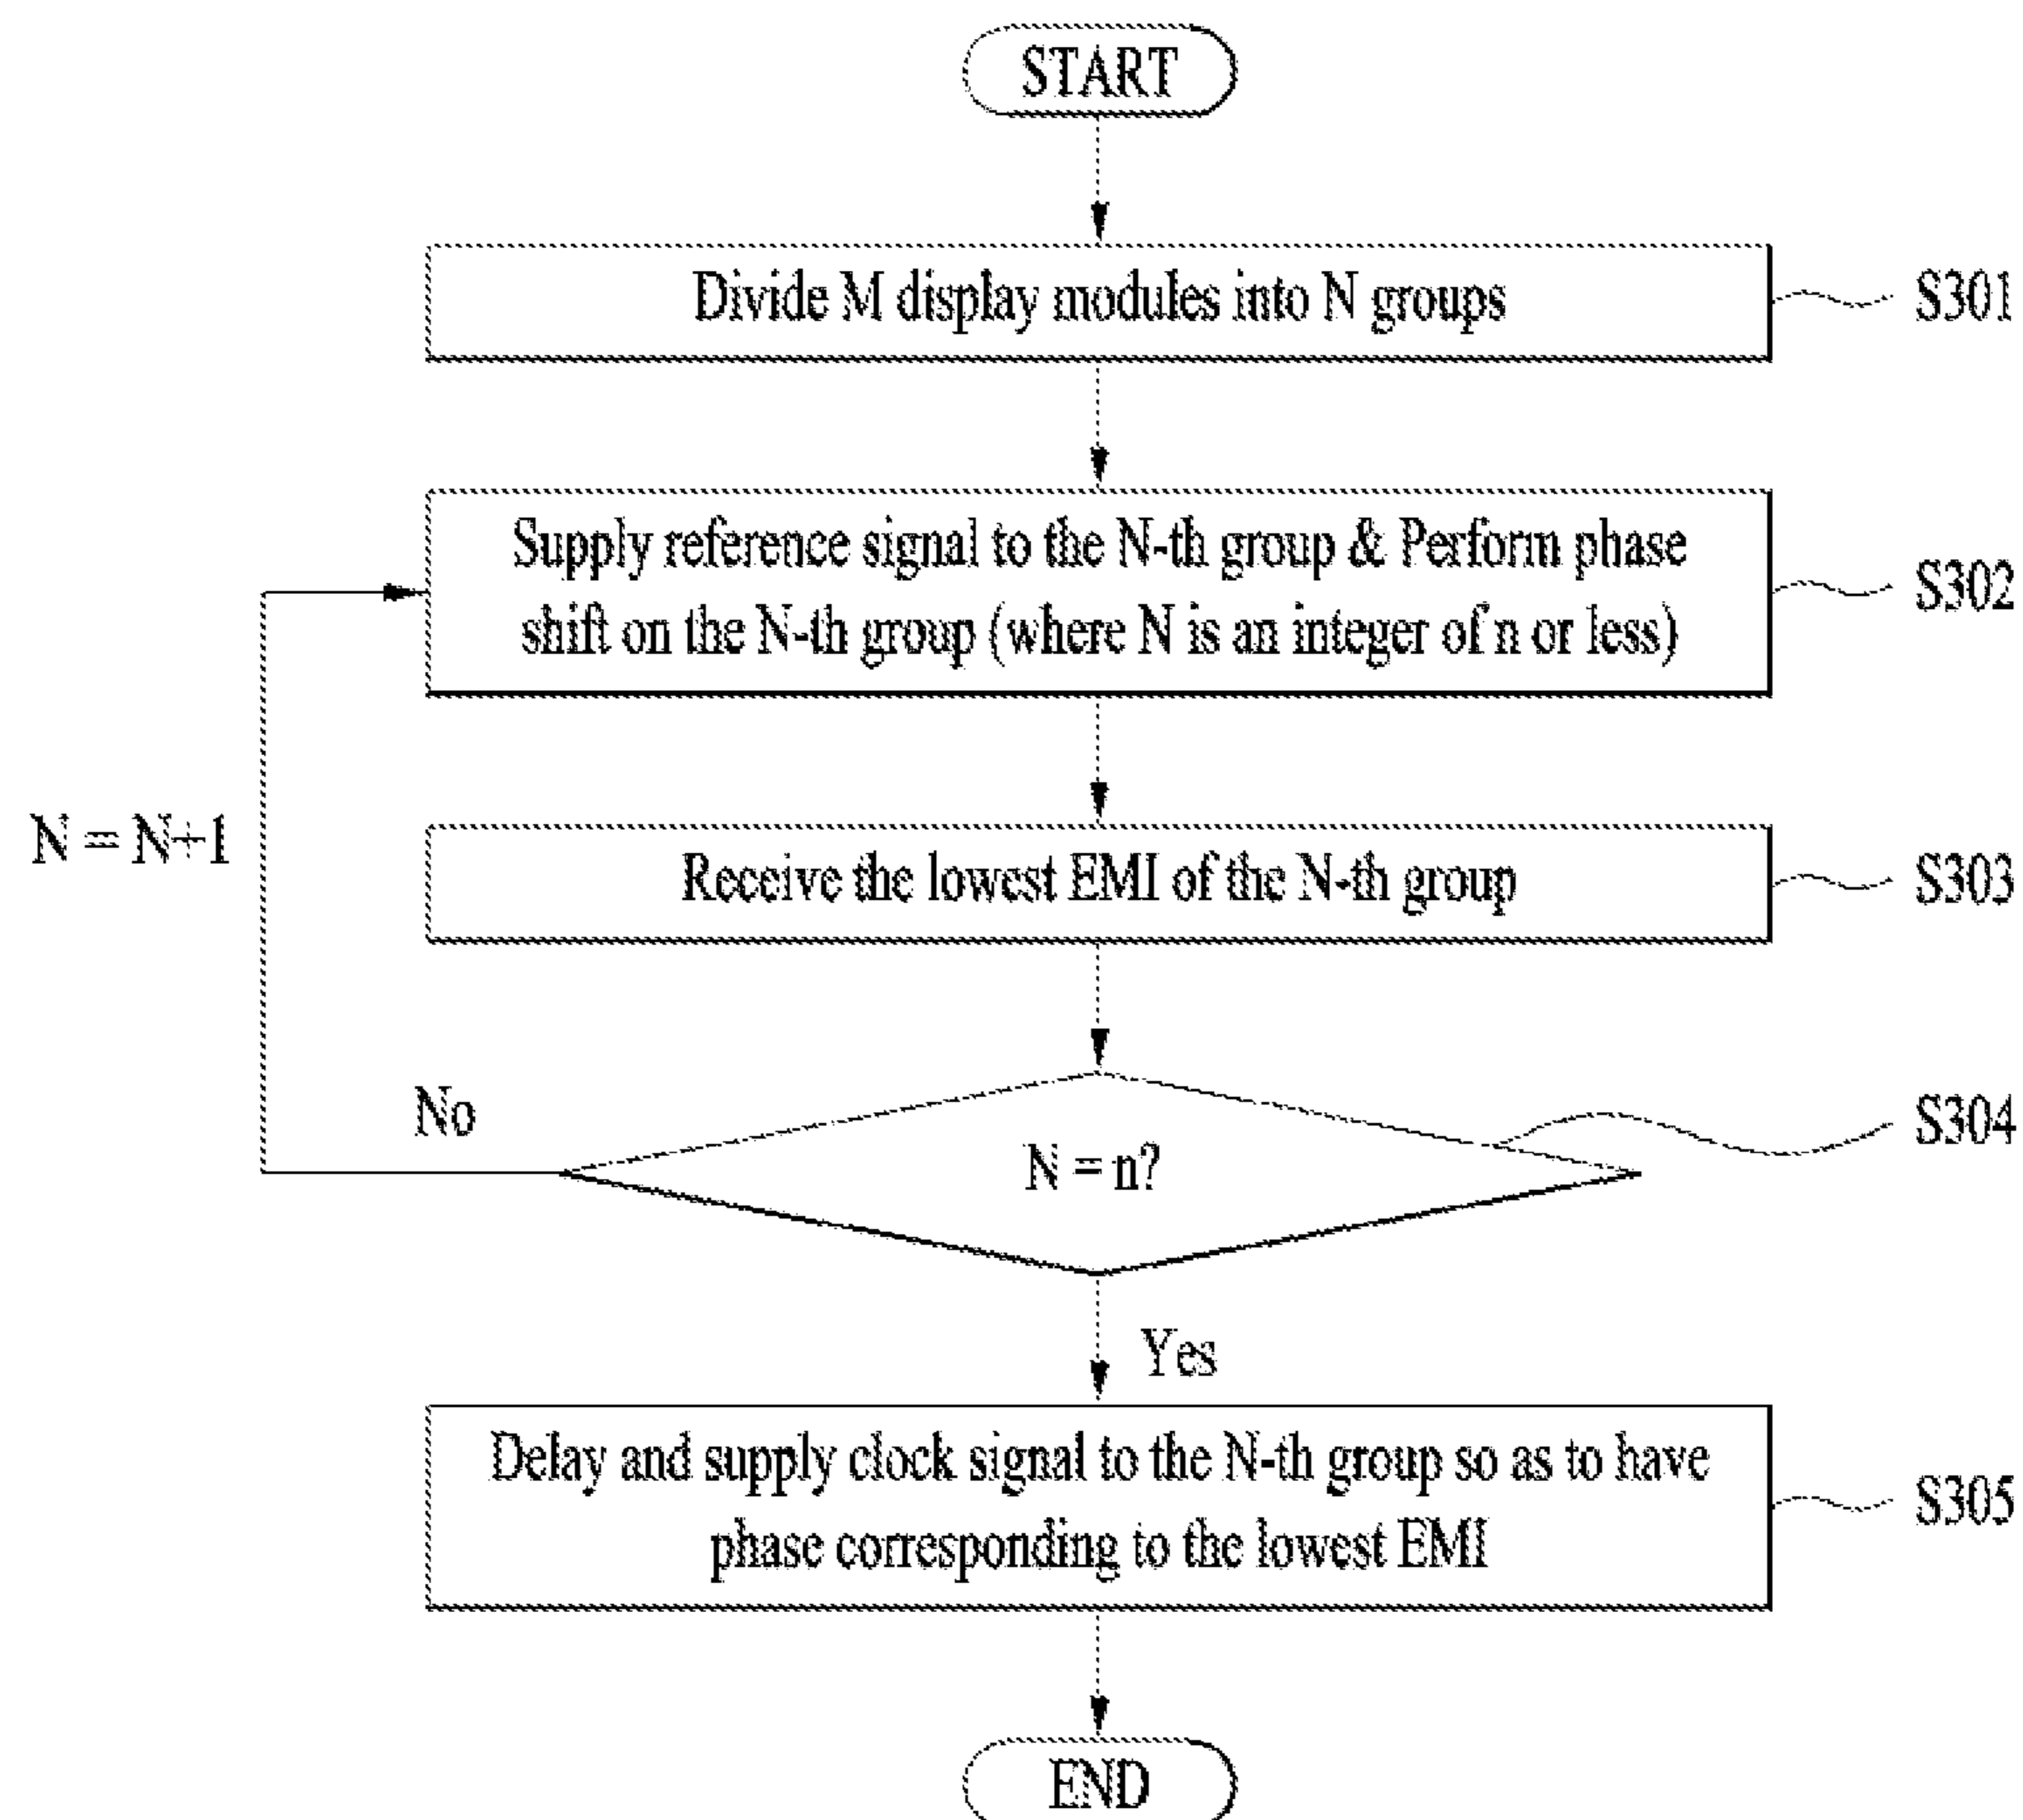 START
Divide M display modules into N groups
S301
Supply reference signal to the N-th group & Perform phase
shift on the N-th group (where N is an integer of n or less)
S302
N = N+1
Receive the lowest EMI of the N-th group
S303
No
N = n?
S304
Yes
Delay and supply clock signal to the N-th group so as to have
phase corresponding to the lowest EMI
S305
END